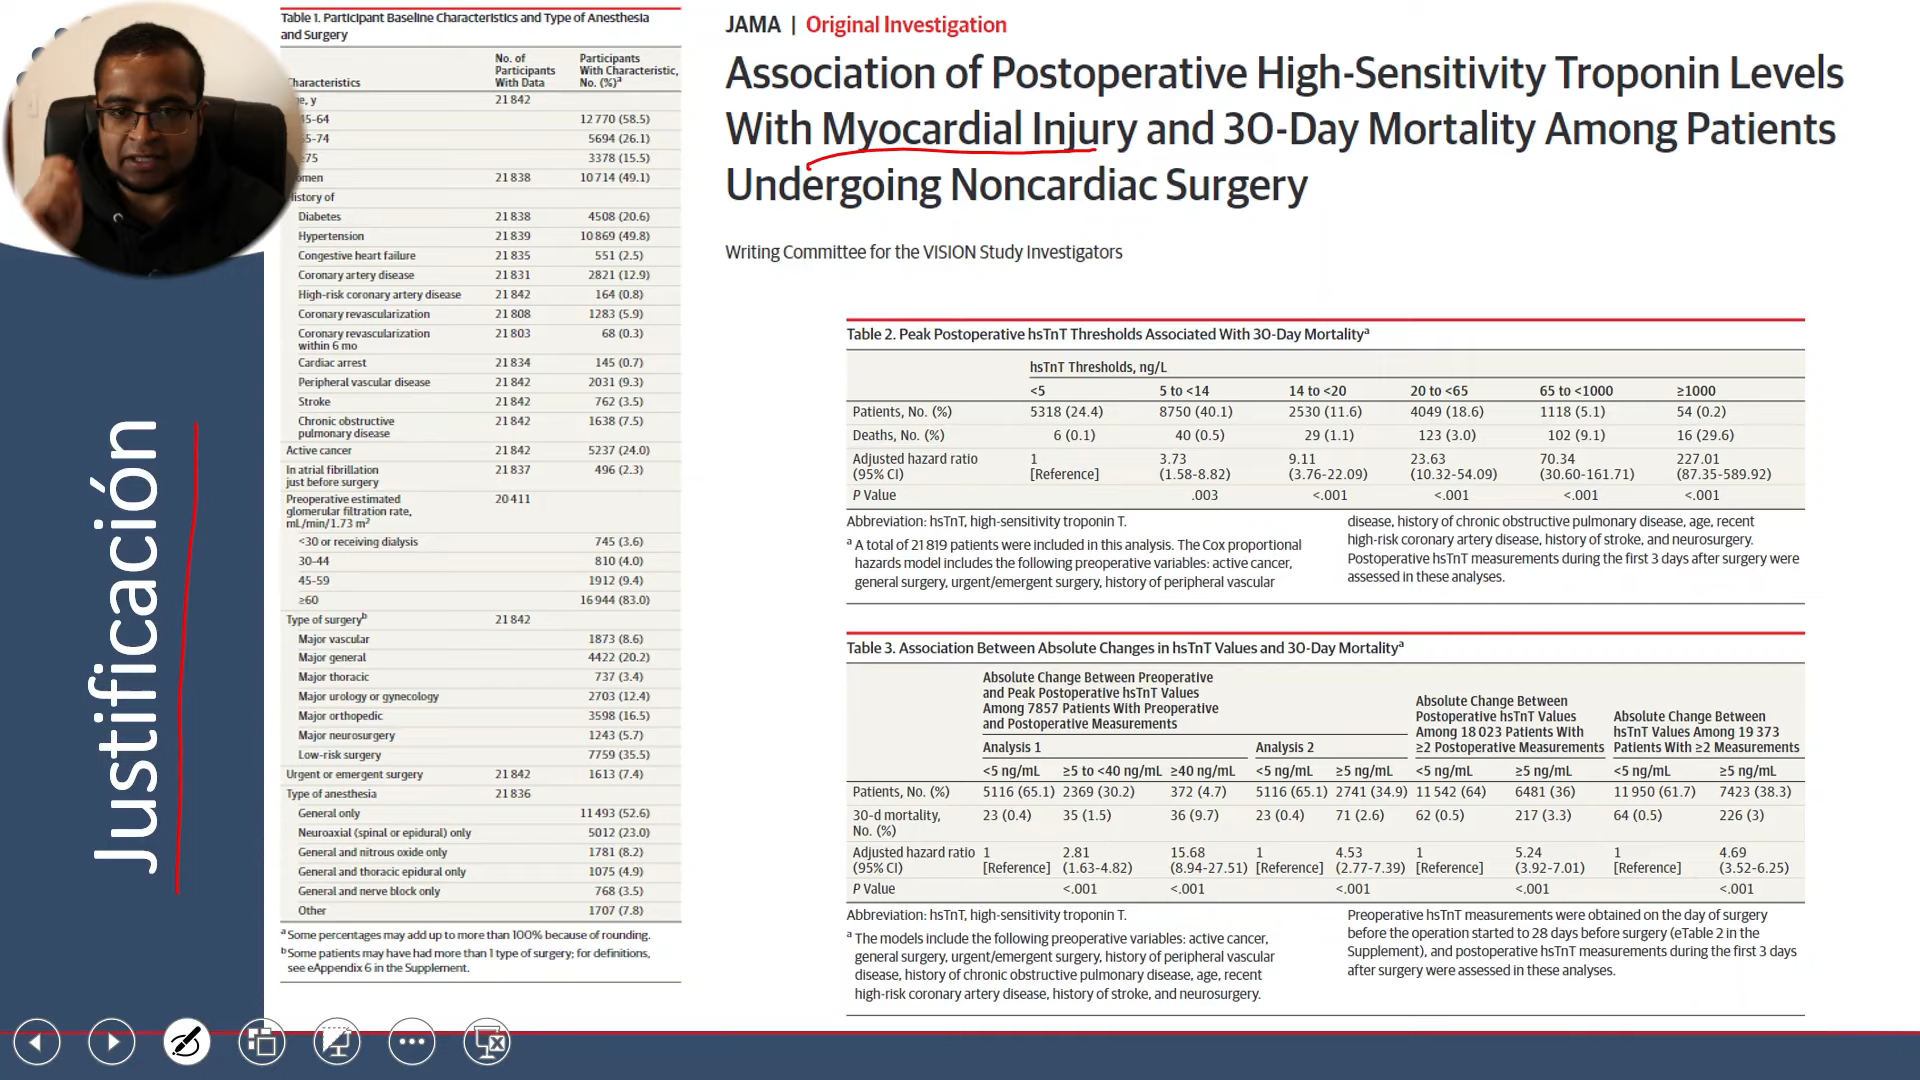 Table 1. Participant Baseline Characteristics and Type of Anesthesia
and Surgery
Characteristics
No. of
Participants
With Data
Participants
With Characteristic,
No. (%)a
21 842
45-64 12 770 (58.5)
65-74 5694 (26.1)
≥75 3378 (15.5)
Women 21 838 10 714 (49.1)
History of
Diabetes 21 838 4508 (20.6)
Hypertension 21 839 10 869 (49.8)
Congestive heart failure 21 835 551 (2.5)
Coronary artery disease 21 831 2821 (12.9)
High-risk coronary artery disease 21 842 164 (0.8)
Coronary revascularization 21 808 1283 (5.9)
Coronary revascularization 21 803 68 (0.3)
within 6 mo
Cardiac arrest 21 834 145 (0.7)
Peripheral vascular disease 21 842 2031 (9.3)
Stroke 21 842 762 (3.5)
Chronic obstructive 21 842 1638 (7.5)
pulmonary disease
Active cancer 21 842 5237 (24.0)
In atrial fibrillation 21 837 496 (2.3)
just before surgery
Preoperative estimated 20 411
glomerular filtration rate,
mL/min/1.73 m2
<30 or receiving dialysis 745 (3.6)
30-44 810 (4.0)
45-59 1912 (9.4)
≥60 16 944 (83.0)
Type of surgeryb 21 842
Major vascular 1873 (8.6)
Major general 4422 (20.2)
Major thoracic 737 (3.4)
Major urology or gynecology 2703 (12.4)
Major orthopedic 3598 (16.5)
Major neurosurgery 1243 (5.7)
Low-risk surgery 7759 (35.5)
Urgent or emergent surgery 21 842 1613 (7.4)
Type of anesthesia 21 836
General only 11 493 (52.6)
Neuroaxial (spinal or epidural) only 5012 (23.0)
General and nitrous oxide only 1781 (8.2)
General and thoracic epidural only 1075 (4.9)
General and nerve block only 768 (3.5)
Other 1707 (7.8)
a Some percentages may add up to more than 100% because of rounding.
b Some patients may have had more than 1 type of surgery; for definitions,
see eAppendix 6 in the Supplement.
Justificación
JAMA | Original Investigation
Association of Postoperative High-Sensitivity Troponin Levels
With Myocardial Injury and 30-Day Mortality Among Patients
Undergoing Noncardiac Surgery
Writing Committee for the VISION Study Investigators
Table 2. Peak Postoperative hsTnT Thresholds Associated With 30-Day Mortalitya
hsTnT Thresholds, ng/L
<5 5 to <14 14 to <20 20 to <65 65 to <1000 ≥1000
Patients, No. (%) 5318 (24.4) 8750 (40.1) 2530 (11.6) 4049 (18.6) 1118 (5.1) 54 (0.2)
Deaths, No. (%) 6 (0.1) 40 (0.5) 29 (1.1) 123 (3.0) 102 (9.1) 16 (29.6)
Adjusted hazard ratio 1 3.73 9.11 23.63 70.34 227.01
(95% CI) [Reference] (1.58-8.82) (3.76-22.09) (10.32-54.09) (30.60-161.71) (87.35-589.92)
P Value .003 <.001 <.001 <.001 <.001
Abbreviation: hsTnT, high-sensitivity troponin T.
a A total of 21 819 patients were included in this analysis. The Cox proportional
hazards model includes the following preoperative variables: active cancer,
general surgery, urgent/emergent surgery, history of peripheral vascular
disease, history of chronic obstructive pulmonary disease, age, recent
high-risk coronary artery disease, history of stroke, and neurosurgery.
Postoperative hsTnT measurements during the first 3 days after surgery were
assessed in these analyses.
Table 3. Association Between Absolute Changes in hsTnT Values and 30-Day Mortalitya
Absolute Change Between Preoperative
and Peak Postoperative hsTnT Values
Among 7857 Patients With Preoperative
and Postoperative Measurements
Absolute Change Between
Postoperative hsTnT Values
Among 18 023 Patients With
≥2 Postoperative Measurements
Absolute Change Between
hsTnT Values Among 19 373
Patients With ≥2 Measurements
Analysis 1 Analysis 2
<5 ng/mL ≥5 to <40 ng/mL ≥40 ng/mL <5 ng/mL ≥5 ng/mL <5 ng/mL ≥5 ng/mL <5 ng/mL ≥5 ng/mL
Patients, No. (%) 5116 (65.1) 2369 (30.2) 372 (4.7) 5116 (65.1) 2741 (34.9) 11 542 (64) 6481 (36) 11 950 (61.7) 7423 (38.3)
30-d mortality, 23 (0.4) 35 (1.5) 36 (9.7) 23 (0.4) 71 (2.6) 62 (0.5) 217 (3.3) 64 (0.5) 226 (3)
No. (%)
Adjusted hazard ratio 1 2.81 15.68 1 4.53 1 5.24 1 4.69
(95% CI) [Reference] (1.63-4.82) (8.94-27.51) [Reference] (2.77-7.39) [Reference] (3.92-7.01) [Reference] (3.52-6.25)
P Value <.001 <.001 <.001 <.001 <.001
Abbreviation: hsTnT, high-sensitivity troponin T.
a The models include the following preoperative variables: active cancer,
general surgery, urgent/emergent surgery, history of peripheral vascular
disease, history of chronic obstructive pulmonary disease, age, recent
high-risk coronary artery disease, history of stroke, and neurosurgery.
Preoperative hsTnT measurements were obtained on the day of surgery
before the operation started to 28 days before surgery (eTable 2 in the
Supplement), and postoperative hsTnT measurements during the first 3 days
after surgery were assessed in these analyses.